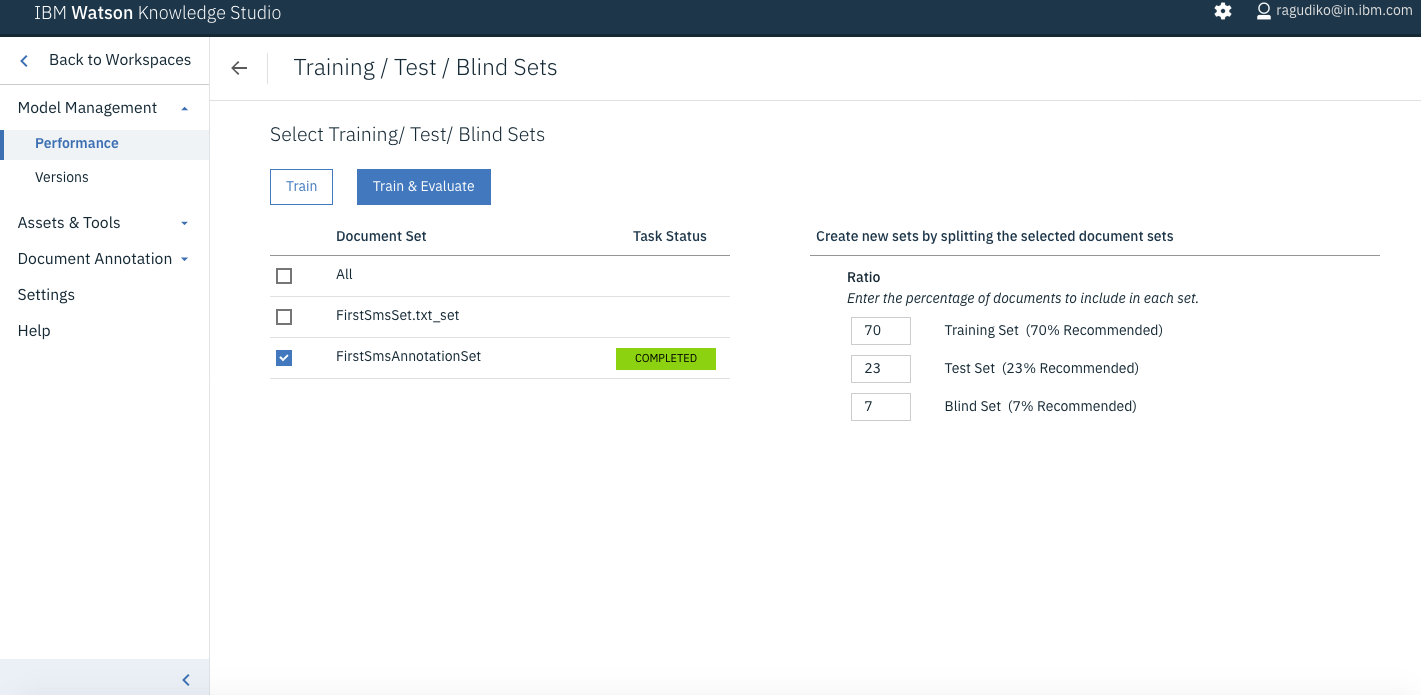 IBM Watson Knowledge Studio
ragudiko@in.ibm.com
Back to Workspaces
Model Management
Performance
Versions
Assets & Tools
Document Annotation
Settings
Help
Training / Test / Blind Sets
Select Training/ Test/ Blind Sets
Train
Train & Evaluate
Document Set Task Status
All
FirstSmsSet.txt_set
FirstSmsAnnotationSet COMPLETED
Create new sets by splitting the selected document sets
Ratio
Enter the percentage of documents to include in each set.
70 Training Set (70% Recommended)
23 Test Set (23% Recommended)
7 Blind Set (7% Recommended)